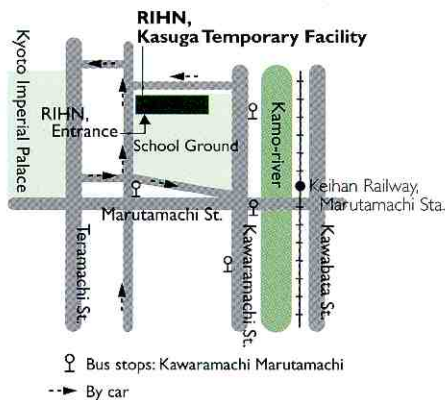 RIHN,
Kasuga Temporary Facility
Kyoto Imperial Palace
RIHN,
Entrance
School Ground
Kamo-river
Keihan Railway,
Marutamachi Sta.
Marutamachi St.
Teramachi St.
Kawaramachi St.
Kawabata St.
Bus stops: Kawaramachi Marutamachi
By car